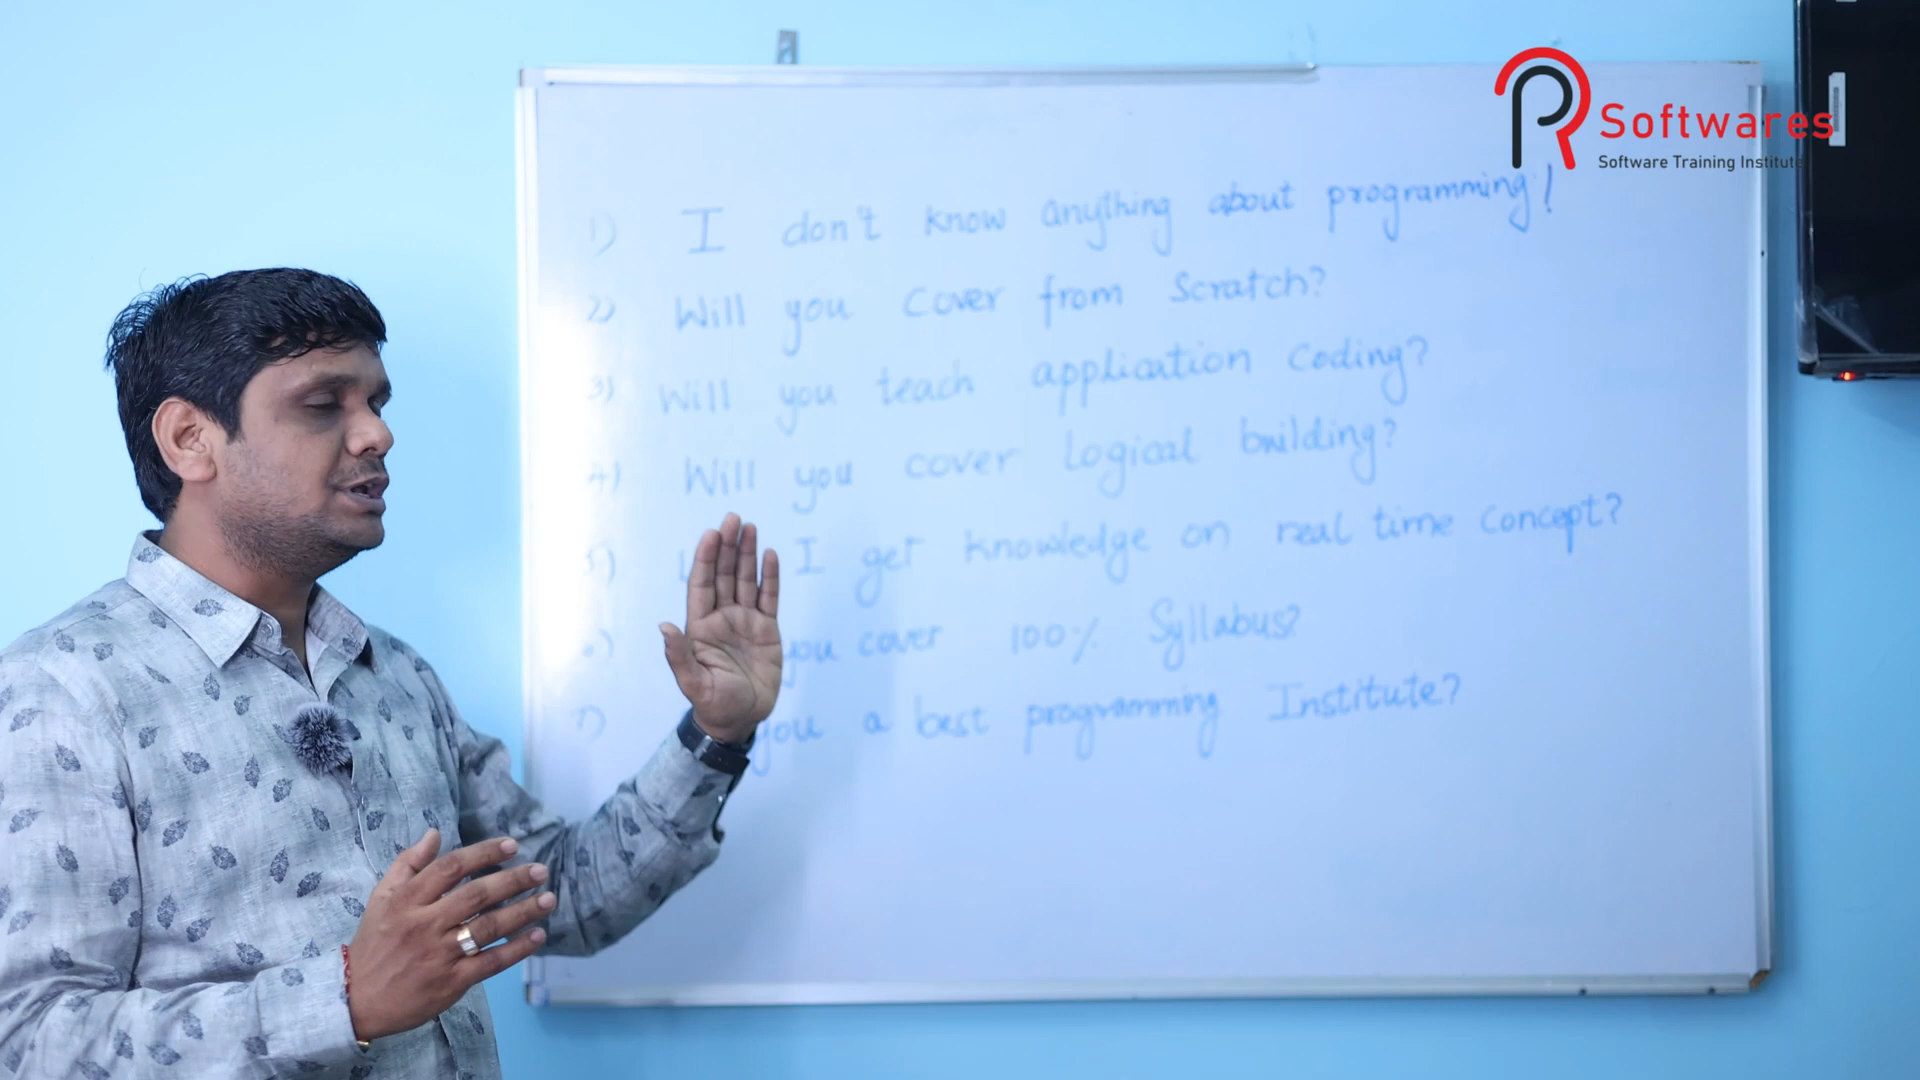 PR Softwares
Software Training Institute
1) I don't know anything about programming!
2) Will you cover from Scratch?
3) Will you teach application coding?
4) Will you cover Logical building?
5) I get knowledge on real time concept?
you cover 100% Syllabus?
7) you a best programming Institute?